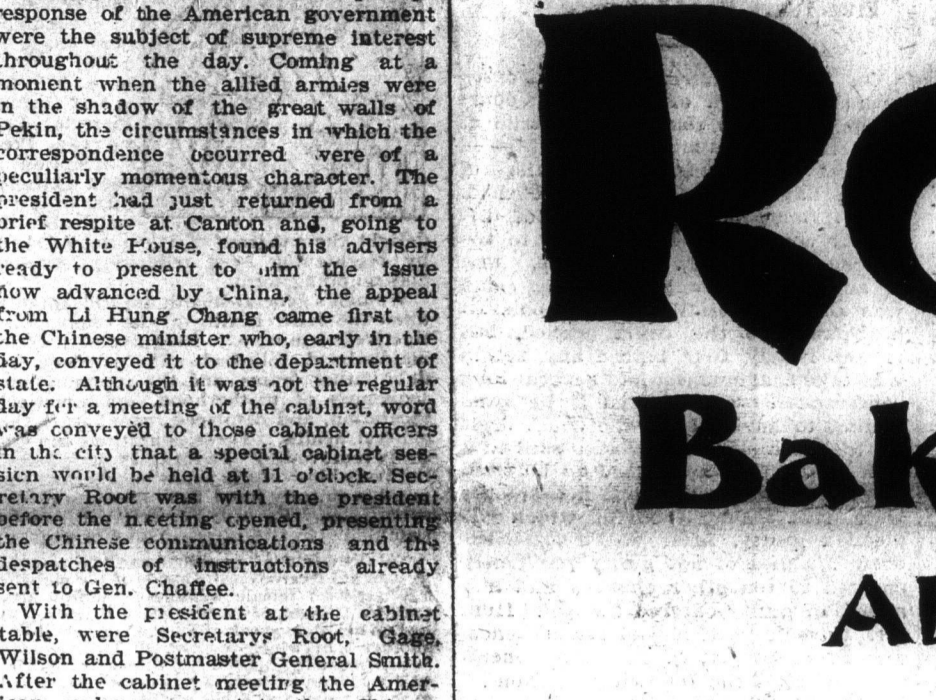 response of the American government
were the subject of supreme interest
throughout the day. Coming at a
moment when the allied armies were
in the shadow of the great walls of
Pekin, the circumstances in which the
correspondence occurred were of a
peculiarly momentous character. The
president had just returned from a
brief respite at Canton and, going to
the White House, found his advisers
ready to present to him the issue
now advanced by China, the appeal
from Li Hung Chang came first to
the Chinese minister who, early in the
day, conveyed it to the department of
state. Although it was not the regular
day for a meeting of the cabinet, word
was conveyed to those cabinet officers
in the city that a special cabinet ses-
sion would be held at 11 o'clock. Sec-
retary Root was with the president
before the meeting opened, presenting
the Chinese communications and the
despatches of instructions already
sent to Gen. Chaffee.
With the president at the cabinet
table, were Secretarys Root, Gage,
Wilson and Postmaster General Smith.
After the cabinet meeting the Amer-
Ro
Bak